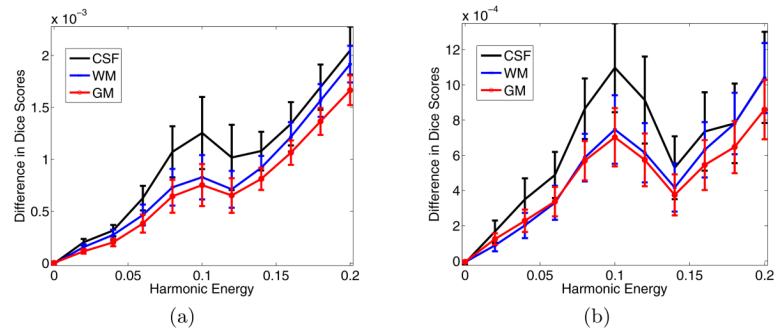 x 10⁻³
Difference in Dice Scores
2
1.5
1
0.5
0
CSF
WM
GM
0 0.05 0.1 0.15 0.2
Harmonic Energy
(a)
x 10⁻⁴
Difference in Dice Scores
12
10
8
6
4
2
0
CSF
WM
GM
0 0.05 0.1 0.15 0.2
Harmonic Energy
(b)